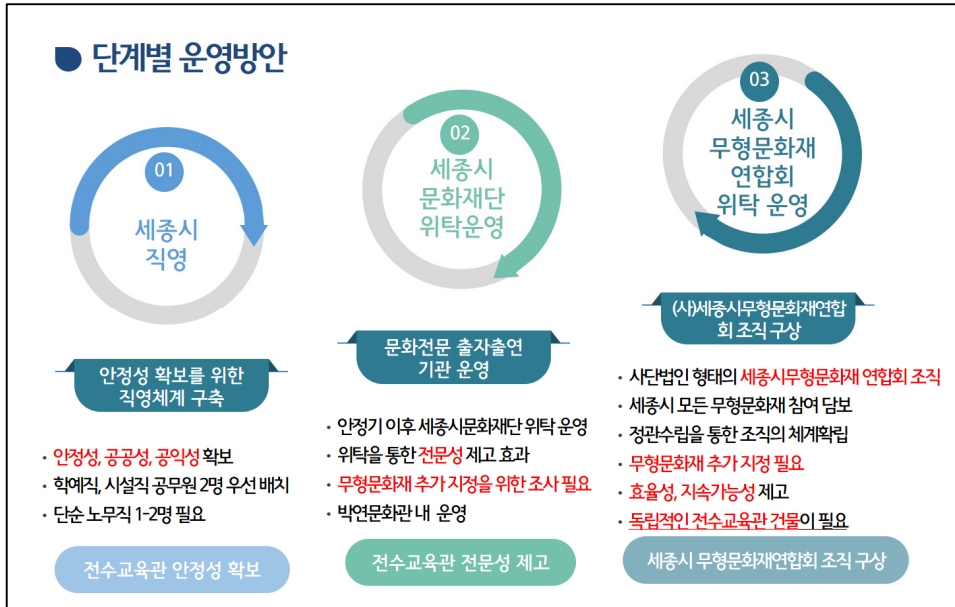 단계별 운영방안
01
세종시
직영
안정성 확보를 위한
직영체계 구축
• 안정성, 공공성, 공익성 확보
• 학예직, 시설직 공무원 2명 우선 배치
• 단순 노무직 1-2명 필요
전수교육관 안정성 확보
02
세종시
문화재단
위탁운영
문화전문 출자출연
기관 운영
• 안정기 이후 세종시문화재단 위탁 운영
• 위탁을 통한 전문성 제고 효과
• 무형문화재 추가 지정을 위한 조사 필요
• 박연문화관 내 운영
전수교육관 전문성 제고
03
세종시
무형문화재
연합회
위탁 운영
(사)세종시무형문화재연합
회 조직 구상
• 사단법인 형태의 세종시무형문화재 연합회 조직
• 세종시 모든 무형문화재 참여 담보
• 정관수립을 통한 조직의 체계확립
• 무형문화재 추가 지정 필요
• 효율성, 지속가능성 제고
• 독립적인 전수교육관 건물이 필요
세종시 무형문화재연합회 조직 구상